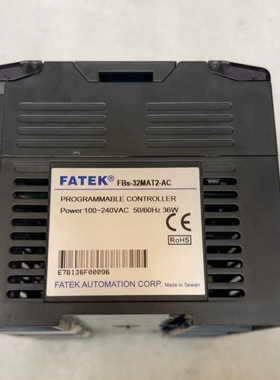 FATEK® FBs-32MAT2-AC
PROGRAMMABLE CONTROLLER
Power:100~240VAC 50/60Hz 36W
CE
RoHS
E7B136F00096
FATEK AUTOMATION CORP. Made in Taiwan